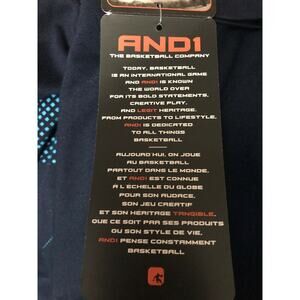 AND1
THE BASKETBALL COMPANY
TODAY, BASKETBALL
IS AN INTERNATIONAL GAME
AND AND1 IS KNOWN
THE WORLD OVER
FOR ITS BOLD STATEMENTS,
CREATIVE PLAY,
AND LEGIT HERITAGE.
FROM PRODUCTS TO LIFESTYLE,
AND1 IS DEDICATED
TO ALL THINGS
BASKETBALL
AUJOURD HUI, ON JOUE
AU BASKETBALL
PARTOUT DANS LE MONDE.
ET AND1 EST CONNUE
A L ECHELLE DU GLOBE
POUR SON AUDACE,
SON JEU CREATIF
ET SON HERITAGE TANGIBLE.
QUE CE SOIT PAR SES PRODUITS
OU SON STYLE DE VIE,
AND1 PENSE CONSTAMMENT
BASKETBALL